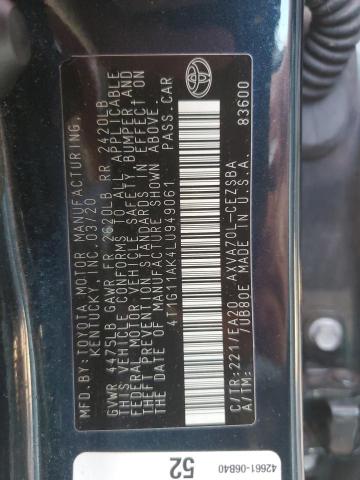 MFD.BY:TOYOTA MOTOR MANUFACTURING,
KENTUCKY, INC. 03/20
GVWR 4475LB GAWR FR 2620LB RR 2420LB
THIS VEHICLE CONFORMS TO ALL APPLICABLE
FEDERAL MOTOR VEHICLE SAFETY, BUMPER, AND
THEFT PREVENTION STANDARDS IN EFFECT ON
THE DATE OF MANUFACTURE SHOWN ABOVE.
4T1G11AK4LU949061 PASS.CAR
C/TR:221/EA20 AXVA70L-CEZSBA
A/TM: /UB80E MADE IN U.S.A. 83600
52
42661-06B40